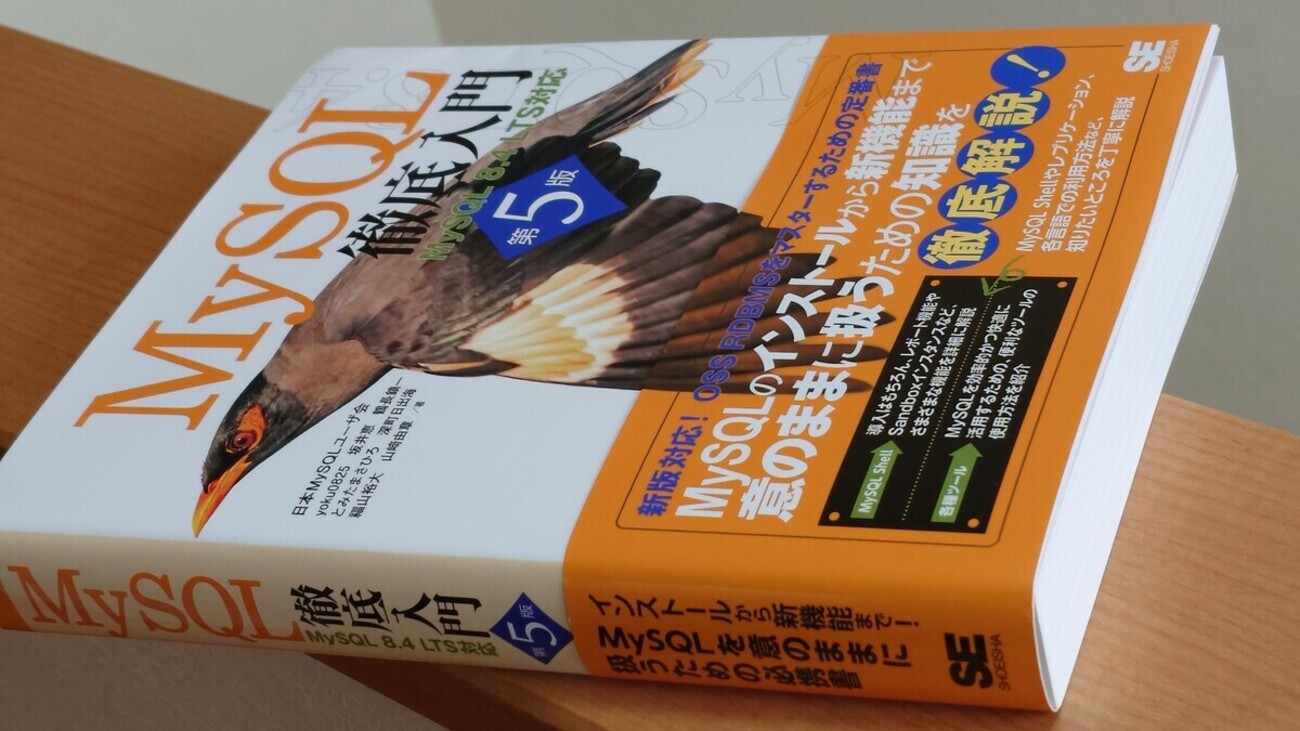 MySQL
徹底入門
MySQL 8.4 LTS対応
第5版
日本MySQLユーザ会
yoku0825 坂井恵 鶴長鎮一
とみたまさひろ 深町日出海
福山裕大 山﨑由章／著
新版対応！ OSS RDBMSをマスターするための定番書
MySQLのインストールから新機能まで
意のままに扱うための知識を
徹底解説！
MySQL Shellやレプリケーション、
各言語での利用方法など、
知りたいところを丁寧に解説
MySQL Shell
導入はもちろん、レポート機能や
Sandboxインスタンスなど、
さまざまな機能を詳細に解説
各種ツール
MySQLを効率的かつ快適に
活用するための、便利なツールの
使用方法を紹介
SE
SHOEISHA
MySQL
徹底入門
MySQL 8.4 LTS対応
第5版
インストールから新機能まで！
MySQLを意のままに
扱うための必携書
SE
SHOEISHA